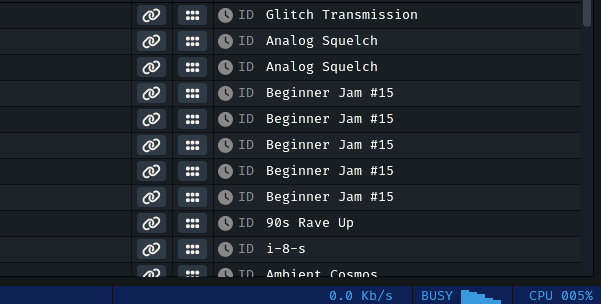 ID Glitch Transmission
ID Analog Squelch
ID Analog Squelch
ID Beginner Jam #15
ID Beginner Jam #15
ID Beginner Jam #15
ID Beginner Jam #15
ID Beginner Jam #15
ID 90s Rave Up
ID i-8-s
ID Ambient Cosmos
0.0 Kb/s BUSY CPU 005%